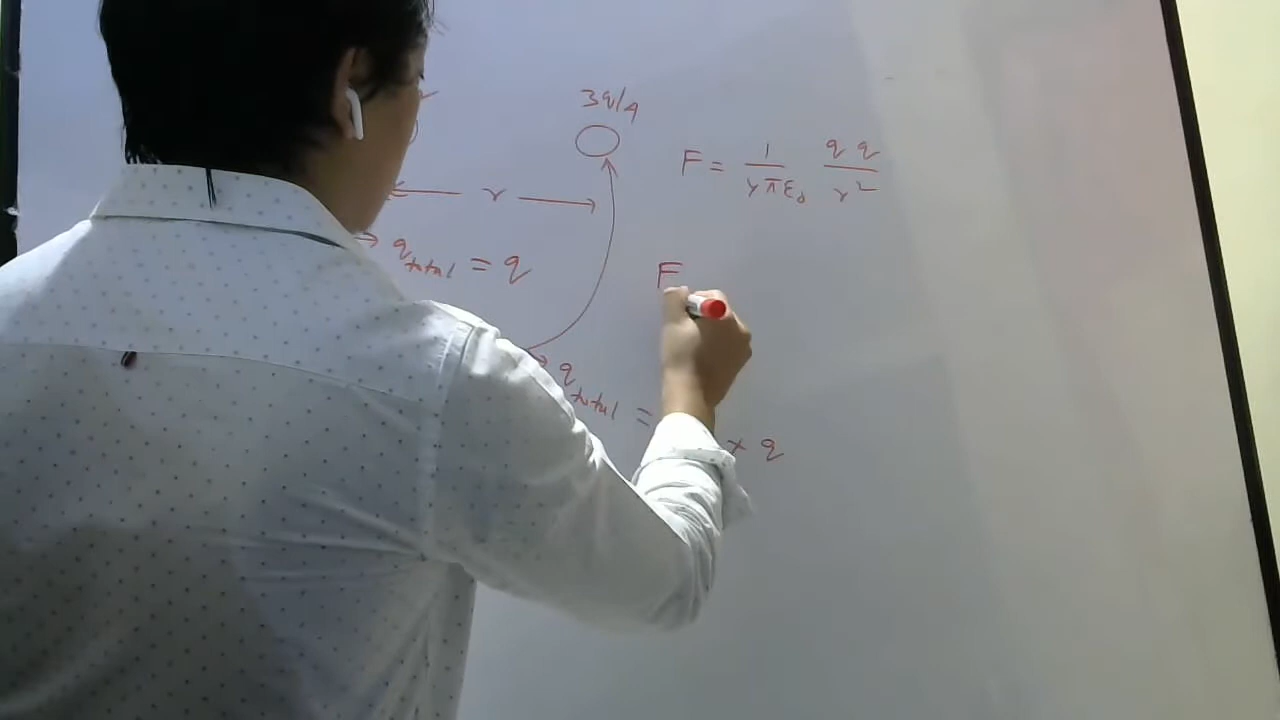 3q/4
F = 1/4πε₀ q q/r²
r
q total = q
F
q total =
× q